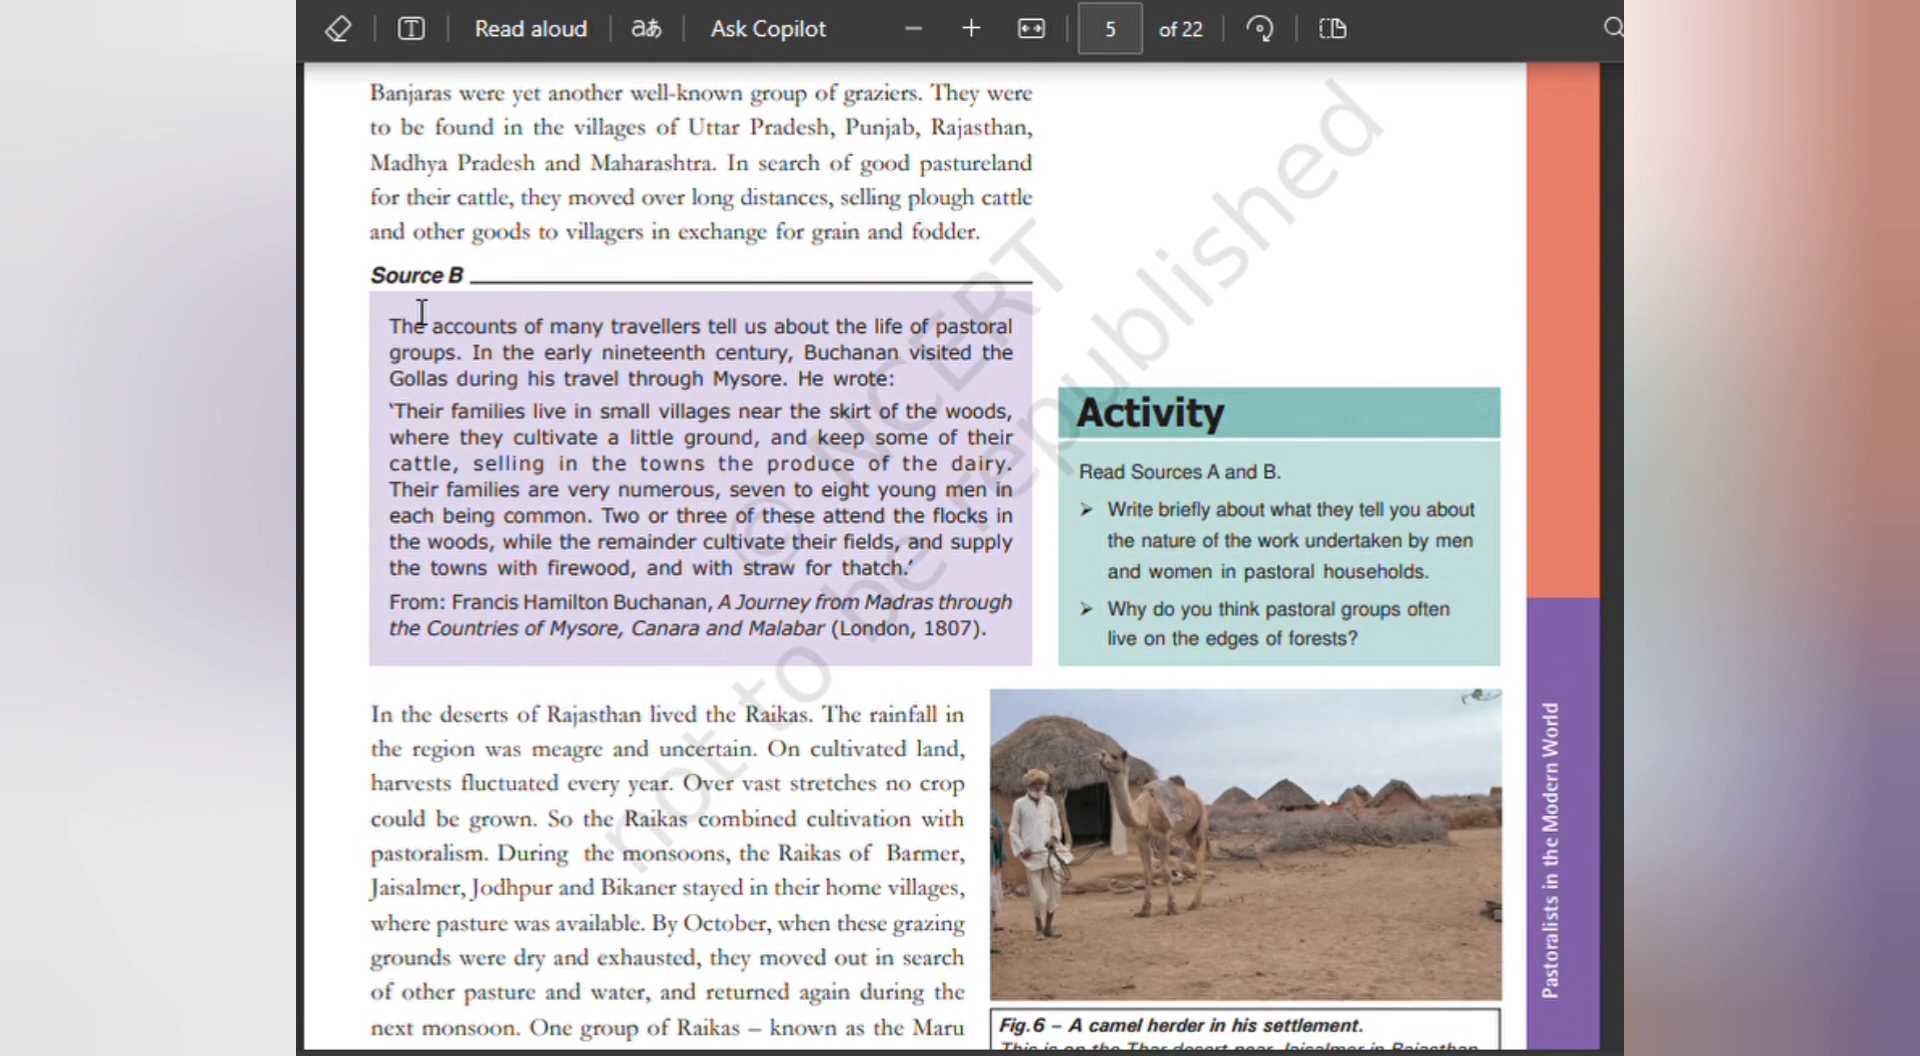 Read aloud
aあ
Ask Copilot
5
of 22
Banjaras were yet another well-known group of graziers. They were
to be found in the villages of Uttar Pradesh, Punjab, Rajasthan,
Madhya Pradesh and Maharashtra. In search of good pastureland
for their cattle, they moved over long distances, selling plough cattle
and other goods to villagers in exchange for grain and fodder.
Source B
The accounts of many travellers tell us about the life of pastoral
groups. In the early nineteenth century, Buchanan visited the
Gollas during his travel through Mysore. He wrote:
‘Their families live in small villages near the skirt of the woods,
where they cultivate a little ground, and keep some of their
cattle, selling in the towns the produce of the dairy.
Their families are very numerous, seven to eight young men in
each being common. Two or three of these attend the flocks in
the woods, while the remainder cultivate their fields, and supply
the towns with firewood, and with straw for thatch.’
From: Francis Hamilton Buchanan, A Journey from Madras through
the Countries of Mysore, Canara and Malabar (London, 1807).
Activity
Read Sources A and B.
➢ Write briefly about what they tell you about
the nature of the work undertaken by men
and women in pastoral households.
➢ Why do you think pastoral groups often
live on the edges of forests?
In the deserts of Rajasthan lived the Raikas. The rainfall in
the region was meagre and uncertain. On cultivated land,
harvests fluctuated every year. Over vast stretches no crop
could be grown. So the Raikas combined cultivation with
pastoralism. During the monsoons, the Raikas of Barmer,
Jaisalmer, Jodhpur and Bikaner stayed in their home villages,
where pasture was available. By October, when these grazing
grounds were dry and exhausted, they moved out in search
of other pasture and water, and returned again during the
next monsoon. One group of Raikas – known as the Maru
Fig.6 – A camel herder in his settlement.
This is on the Thar desert near Jaisalmer in Rajasthan
Pastoralists in the Modern World
© NCERT
not to be republished